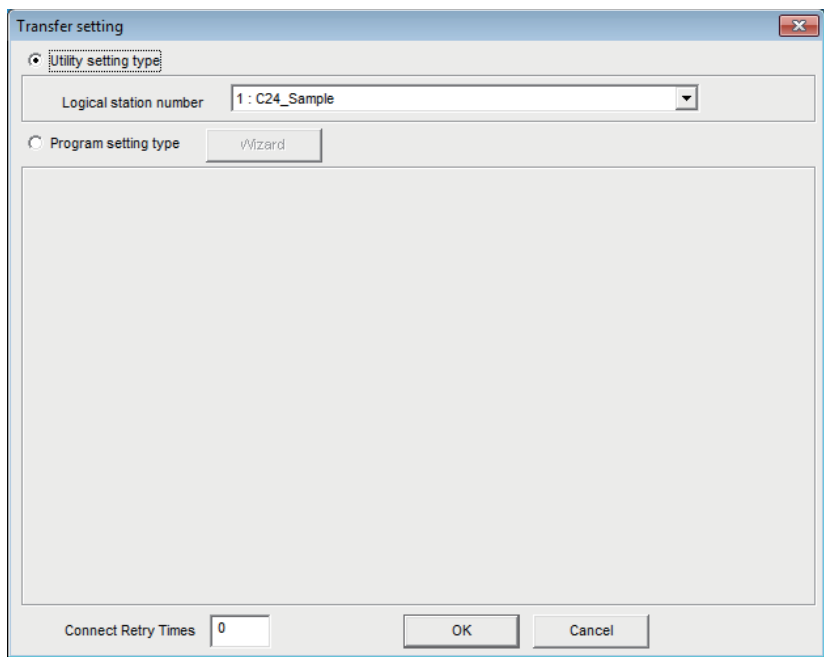 Transfer setting
Utility setting type
Logical station number 1 : C24_Sample
Program setting type Wizard
Connect Retry Times 0 OK Cancel